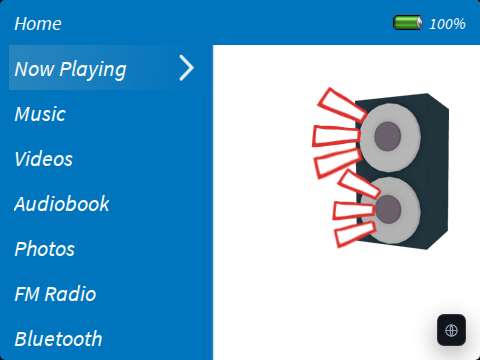 Home
100%
Now Playing
Music
Videos
Audiobook
Photos
FM Radio
Bluetooth